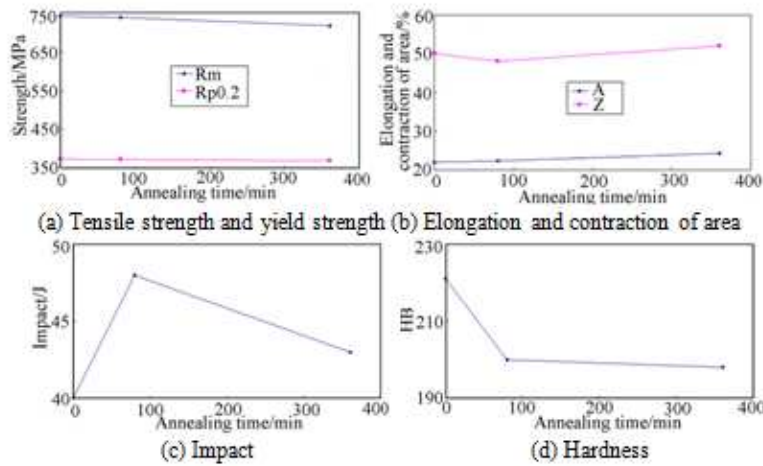 750
650
550
450
350
Strength/MPa
Rm
Rp0.2
0 100 200 300 400
Annealing time/min
60
50
40
30
20
Elongation and
contraction of area/%
A
Z
0 100 200 300 400
Annealing time/min
(a) Tensile strength and yield strength (b) Elongation and contraction of area
50
45
40
Impact/J
0 100 200 300 400
Annealing time/min
(c) Impact
230
210
190
HB
0 100 200 300 400
Annealing time/min
(d) Hardness